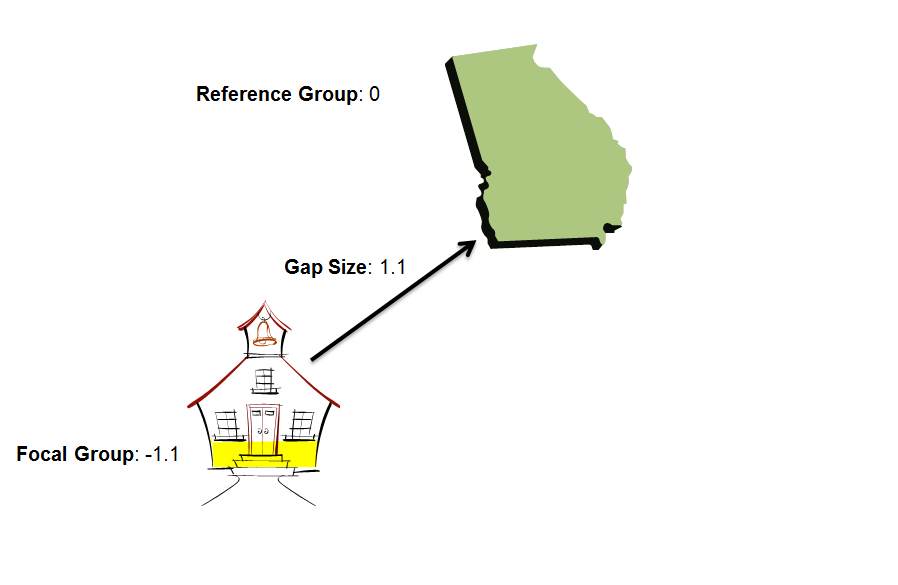 Reference Group: 0
Gap Size: 1.1
Focal Group: -1.1